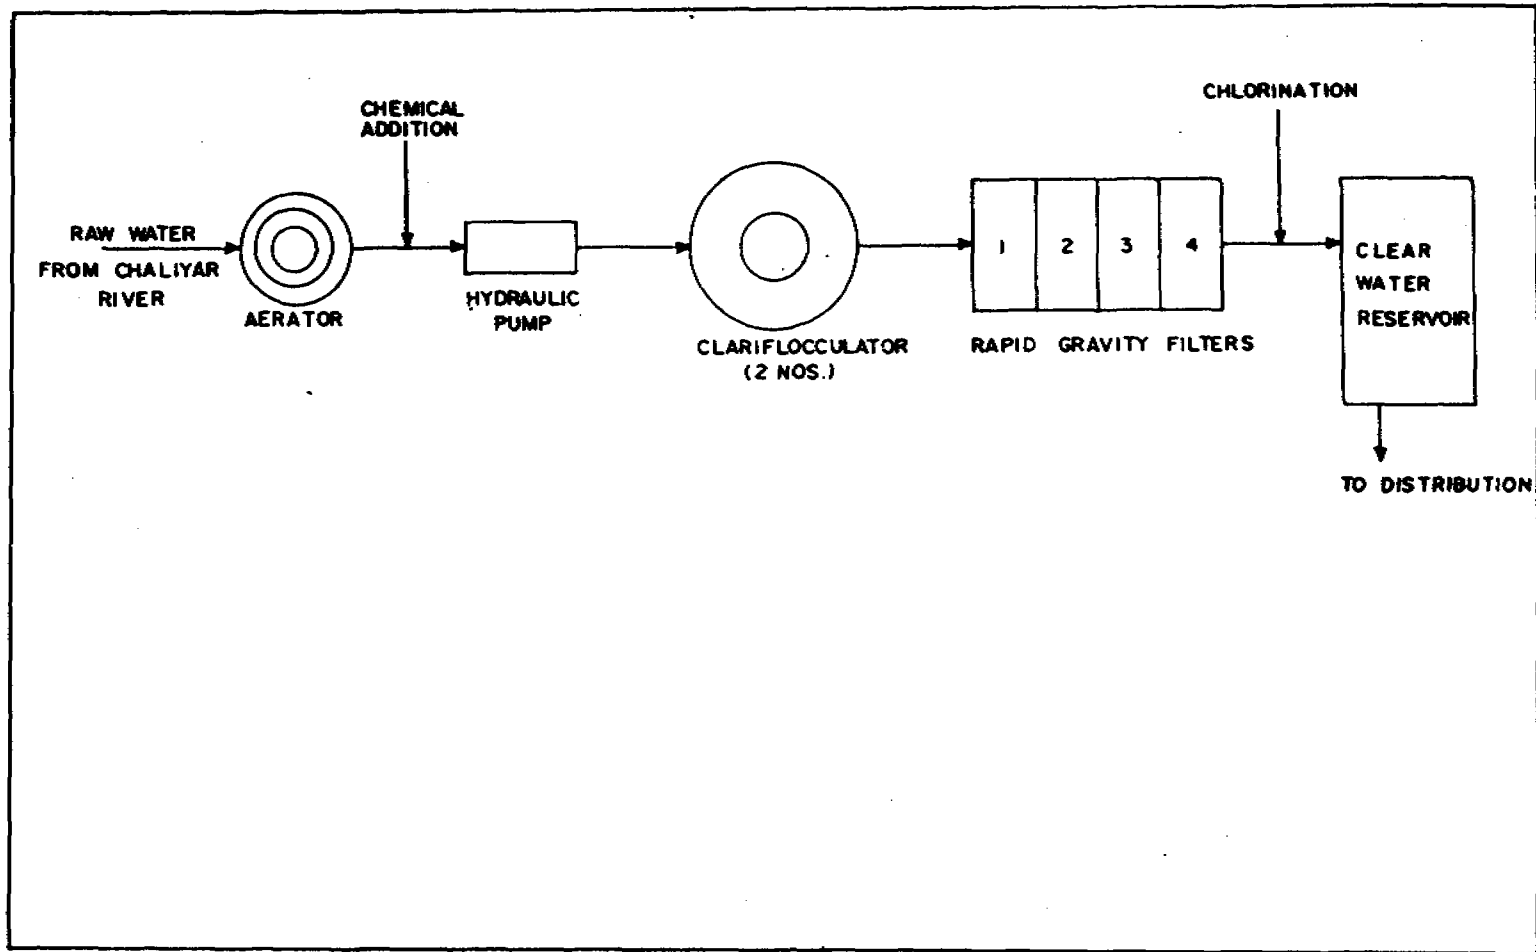 CHEMICAL
ADDITION
CHLORINATION
RAW WATER
FROM CHALIYAR
RIVER
AERATOR
HYDRAULIC
PUMP
CLARIFLOCCULATOR
(2 NOS.)
1 2 3 4
RAPID GRAVITY FILTERS
CLEAR
WATER
RESERVOIR
TO DISTRIBUTION